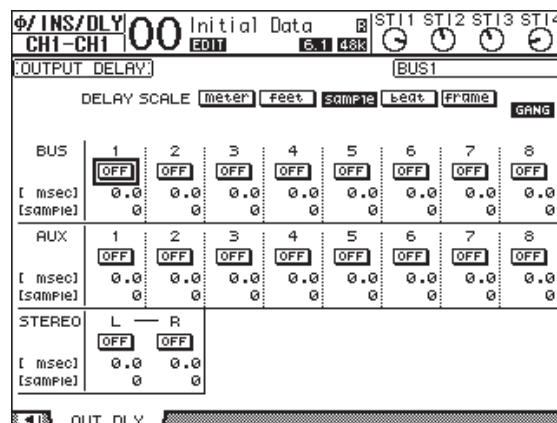 Φ/INS/DLY 00 Initial Data B STI1 STI2 STI3 STI4
CH1-CH1 EDIT 6.1 48k
OUTPUT DELAY BUS1
DELAY SCALE meter feet sample beat frame GANG
BUS 1 2 3 4 5 6 7 8
OFF OFF OFF OFF OFF OFF OFF OFF
[ msec] 0.0 0.0 0.0 0.0 0.0 0.0 0.0 0.0
[sample] 0 0 0 0 0 0 0 0
AUX 1 2 3 4 5 6 7 8
OFF OFF OFF OFF OFF OFF OFF OFF
[ msec] 0.0 0.0 0.0 0.0 0.0 0.0 0.0 0.0
[sample] 0 0 0 0 0 0 0 0
STEREO L — R
OFF OFF
[ msec] 0.0 0.0
[sample] 0 0
OUT DLY